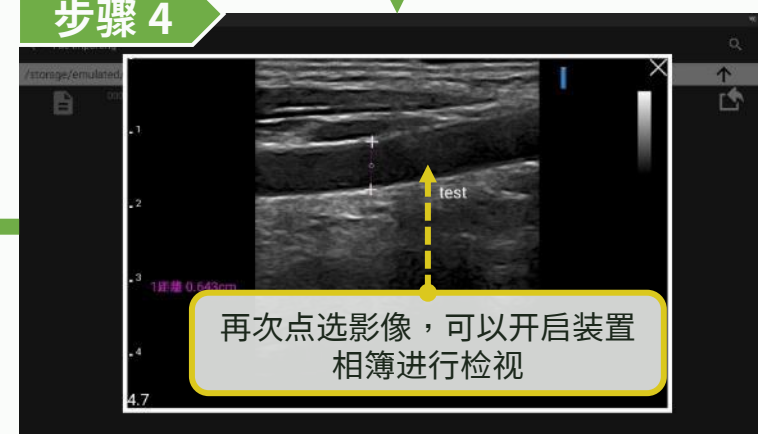 步骤 4
/storage/emulated/
1
2
test
3
1距離 0.643cm
再次点选影像，可以开启装置
相簿进行检视
4
4.7